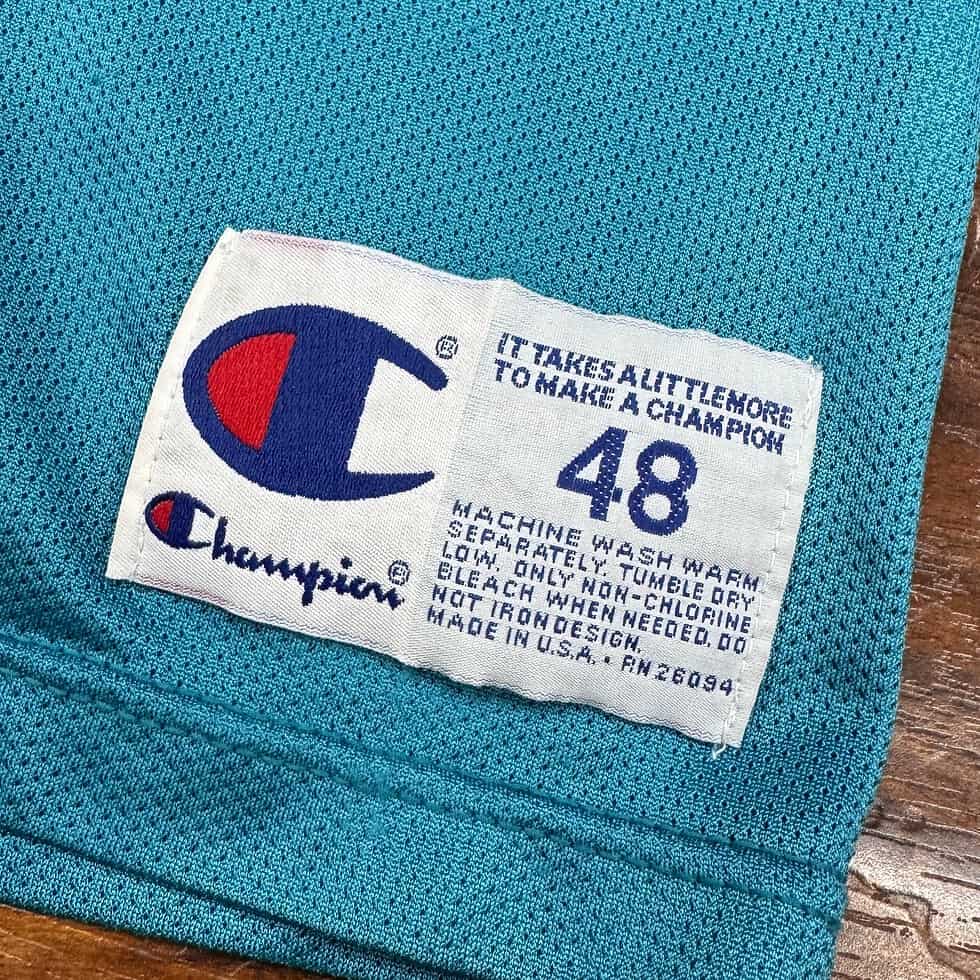 ®
Champion®
IT TAKES A LITTLE MORE
TO MAKE A CHAMPION
48
MACHINE WASH WARM
SEPARATELY. TUMBLE DRY
LOW. ONLY NON-CHLORINE
BLEACH WHEN NEEDED. DO
NOT IRON DESIGN.
MADE IN U.S.A. • RN 26094